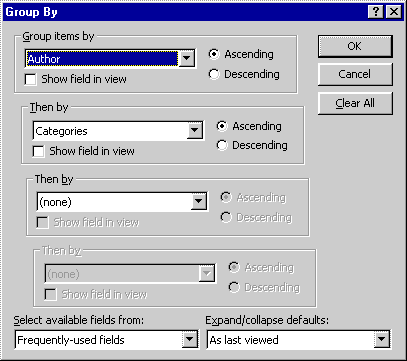 Group By
Group items by
Author
Ascending
Descending
Show field in view
OK
Cancel
Clear All
Then by
Categories
Ascending
Descending
Show field in view
Then by
(none)
Ascending
Descending
Show field in view
Then by
(none)
Ascending
Descending
Show field in view
Select available fields from:
Expand/collapse defaults:
Frequently-used fields
As last viewed